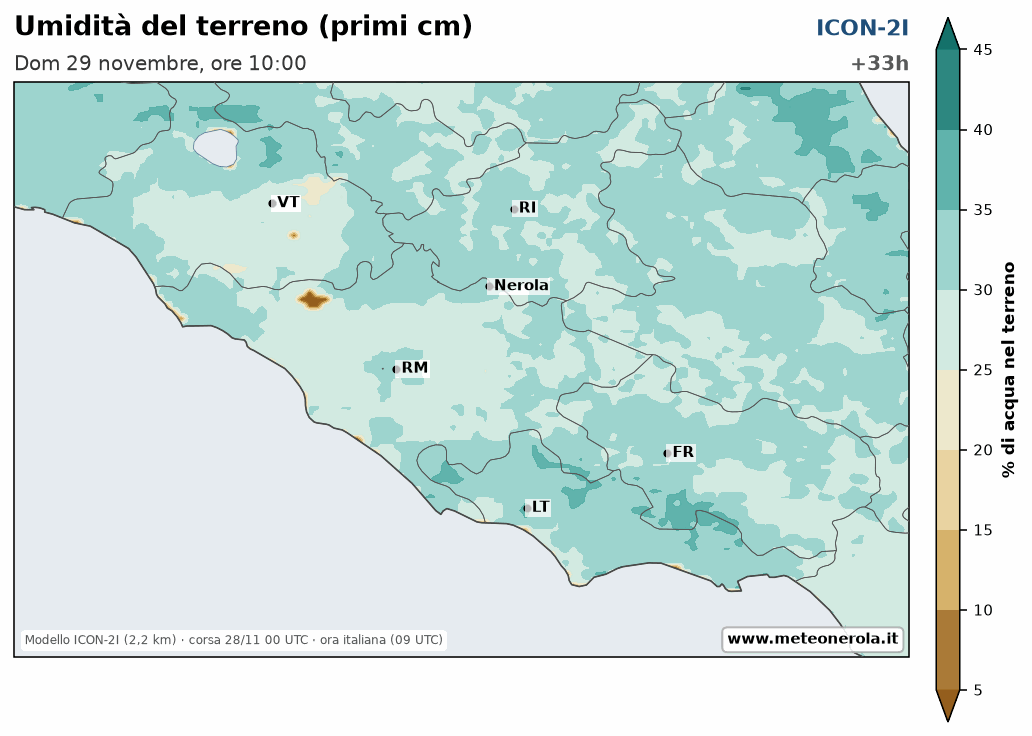 Umidità del terreno (primi cm)
ICON-2I
Dom 29 novembre, ore 10:00
+33h
45
40
35
30
25
20
15
10
5
% di acqua nel terreno
VT
RI
Nerola
RM
FR
LT
Modello ICON-2I (2,2 km) · corsa 28/11 00 UTC · ora italiana (09 UTC)
www.meteonerola.it